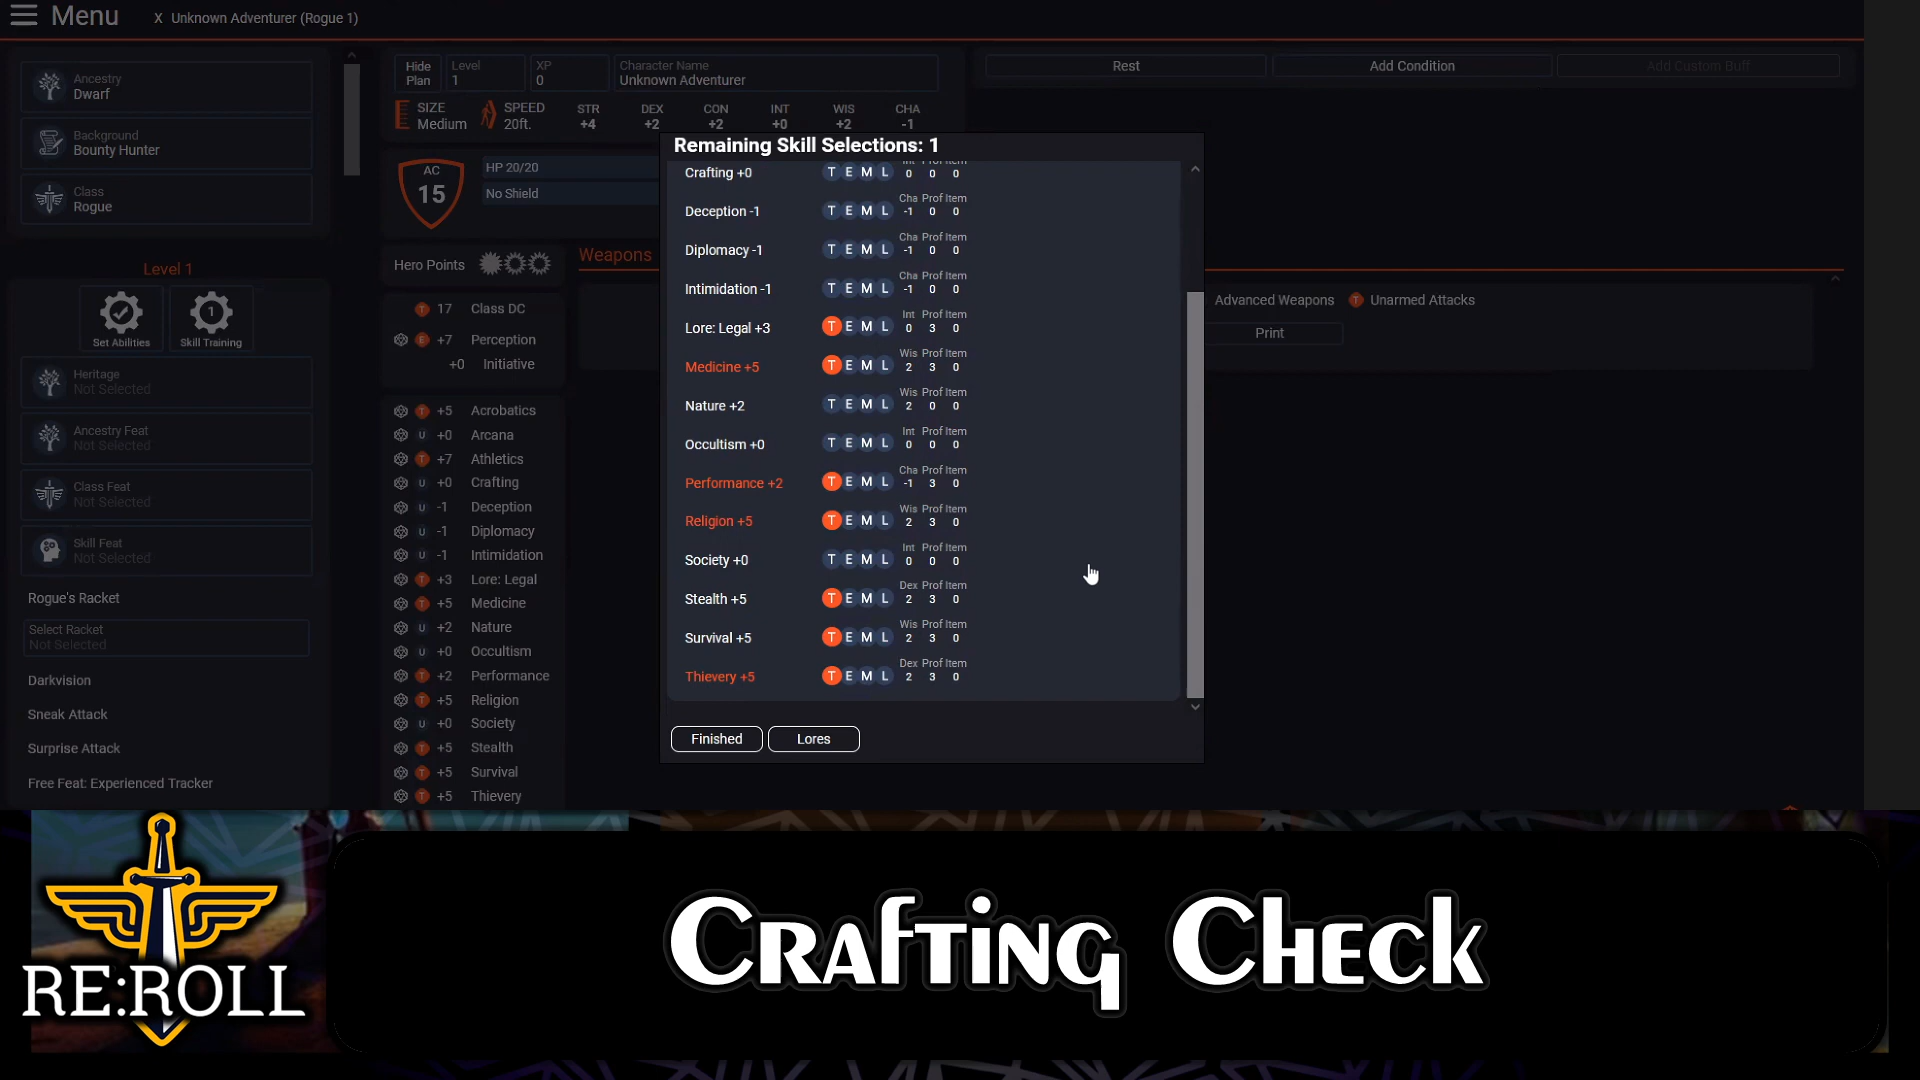 Menu
X Unknown Adventurer (Rogue 1)
Ancestry
Dwarf
Background
Bounty Hunter
Class
Rogue
Level 1
Set Abilities
1
Skill Training
Heritage
Not Selected
Ancestry Feat
Not Selected
Class Feat
Not Selected
Skill Feat
Not Selected
Rogue's Racket
Select Racket
Not Selected
Darkvision
Sneak Attack
Surprise Attack
Free Feat: Experienced Tracker
Hide Plan
Level
1
XP
0
Character Name
Unknown Adventurer
SIZE
Medium
SPEED
20ft.
STR DEX CON INT WIS CHA
+4 +2 +2 +0 +2 -1
AC
15
HP 20/20
No Shield
Hero Points
Weapons
T 17 Class DC
E +7 Perception
+0 Initiative
T +5 Acrobatics
U +0 Arcana
T +7 Athletics
U +0 Crafting
U -1 Deception
U -1 Diplomacy
U -1 Intimidation
T +3 Lore: Legal
T +5 Medicine
U +2 Nature
U +0 Occultism
T +2 Performance
T +5 Religion
U +0 Society
T +5 Stealth
T +5 Survival
T +5 Thievery
Rest
Add Condition
Add Custom Buff
Advanced Weapons
T Unarmed Attacks
Print
Remaining Skill Selections: 1
Int Prof Item
Crafting +0 T E M L 0 0 0
Cha Prof Item
Deception -1 T E M L -1 0 0
Cha Prof Item
Diplomacy -1 T E M L -1 0 0
Cha Prof Item
Intimidation -1 T E M L -1 0 0
Int Prof Item
Lore: Legal +3 T E M L 0 3 0
Wis Prof Item
Medicine +5 T E M L 2 3 0
Wis Prof Item
Nature +2 T E M L 2 0 0
Int Prof Item
Occultism +0 T E M L 0 0 0
Cha Prof Item
Performance +2 T E M L -1 3 0
Wis Prof Item
Religion +5 T E M L 2 3 0
Int Prof Item
Society +0 T E M L 0 0 0
Dex Prof Item
Stealth +5 T E M L 2 3 0
Wis Prof Item
Survival +5 T E M L 2 3 0
Dex Prof Item
Thievery +5 T E M L 2 3 0
Finished
Lores
RE:ROLL
Crafting Check